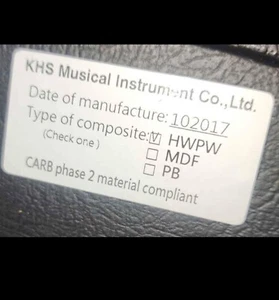 KHS Musical Instrument Co.,Ltd.
Date of manufacture: 102017
Type of composite: ☑ HWPW
(Check one) ☐ MDF
☐ PB
CARB phase 2 material compliant